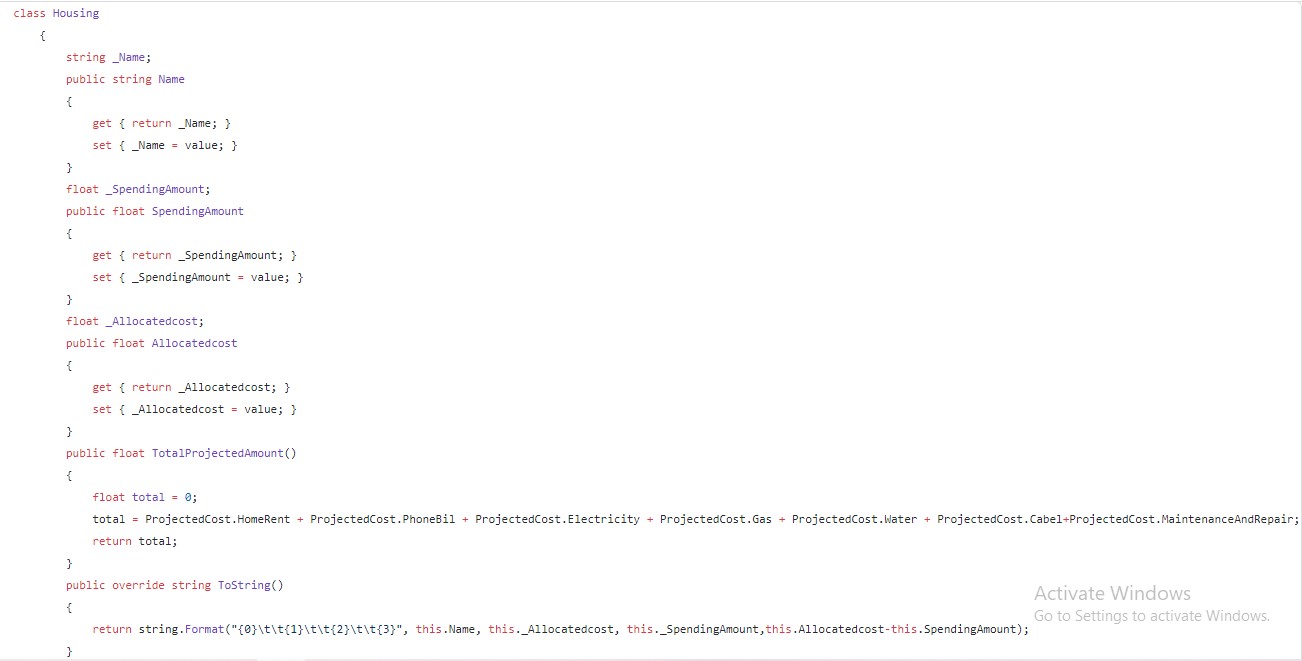 class Housing
{
string _Name;
public string Name
{
get { return _Name; }
set { _Name = value; }
}
float _SpendingAmount;
public float SpendingAmount
{
get { return _SpendingAmount; }
set { _SpendingAmount = value; }
}
float _Allocatedcost;
public float Allocatedcost
{
get { return _Allocatedcost; }
set { _Allocatedcost = value; }
}
public float TotalProjectedAmount()
{
float total = 0;
total = ProjectedCost.HomeRent + ProjectedCost.PhoneBil + ProjectedCost.Electricity + ProjectedCost.Gas + ProjectedCost.Water + ProjectedCost.Cabel+ProjectedCost.MaintenanceAndRepair;
return total;
}
public override string ToString()
{
return string.Format("{0}\t\t{1}\t\t{2}\t\t{3}", this.Name, this._Allocatedcost, this._SpendingAmount,this.Allocatedcost-this.SpendingAmount);
}
Activate Windows
Go to Settings to activate Windows.